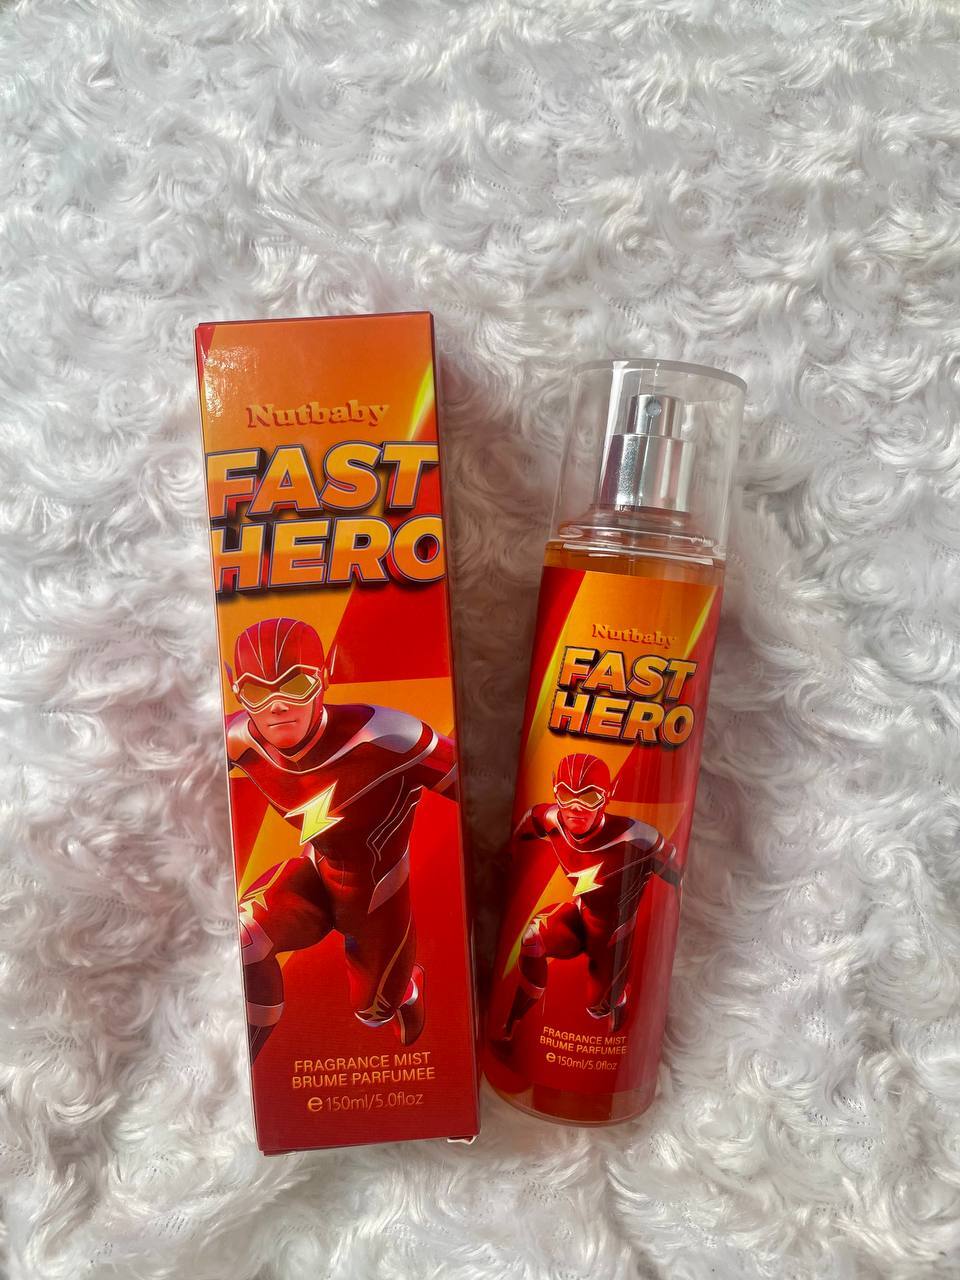 Nutbaby
FAST
HERO
FRAGRANCE MIST
BRUME PARFUMEE
e 150ml/5.0floz
Nutbaby
FAST
HERO
FRAGRANCE MIST
BRUME PARFUMEE
e 150ml/5.0floz